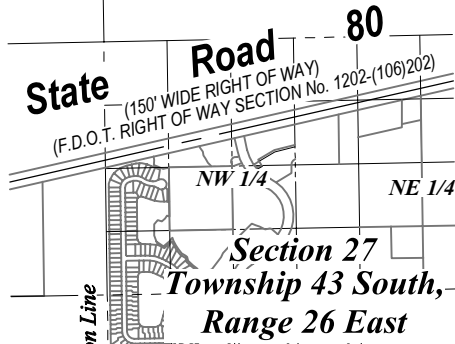 State Road 80
(150' WIDE RIGHT OF WAY)
(F.D.O.T. RIGHT OF WAY SECTION No. 1202-(106)202)
NW 1/4
NE 1/4
Section 27
Township 43 South,
Range 26 East
on Line